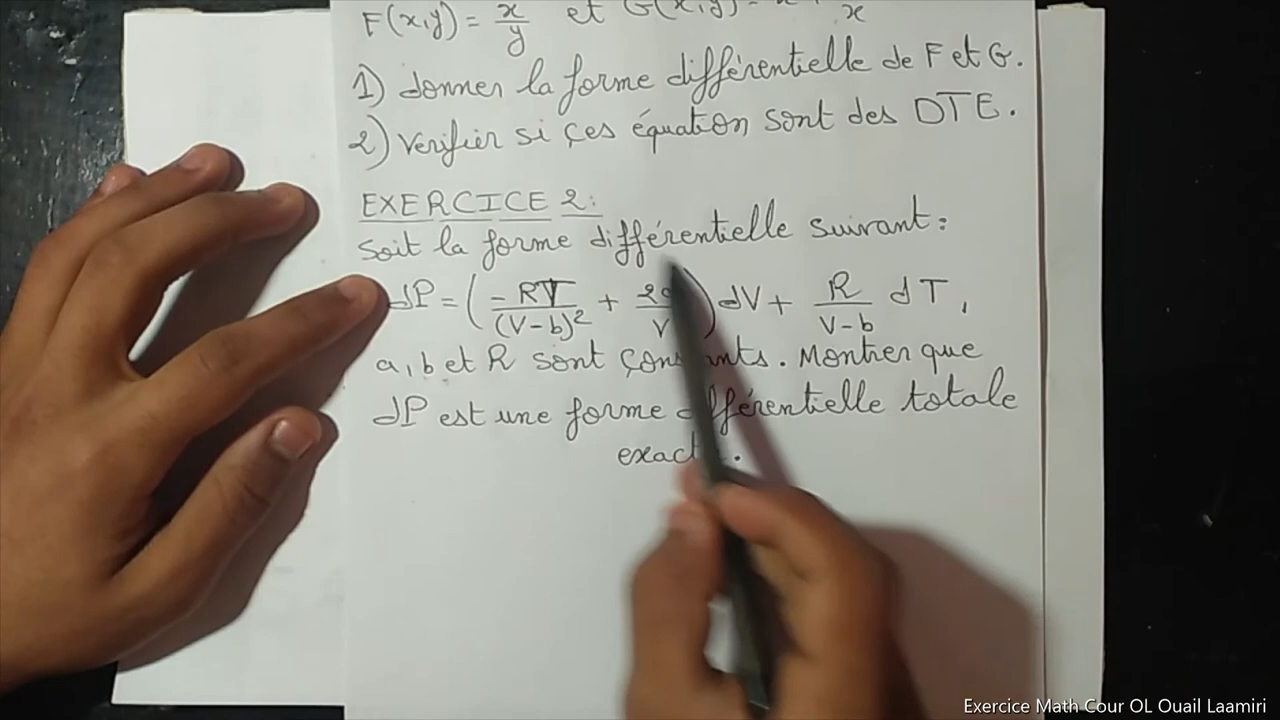 F(x,y) = x/y et G(x,y) =
1) donner la forme différentielle de F et G.
2) Verifier si çes équation sont des DTE.
EXERCICE 2:
Soit la forme différentielle suivant:
dP = (-RT/(V-b)² + 2a/V) dV + R/V-b dT,
a, b et R sont constants. Montrer que
dP est une forme différentielle totale
exacte.
Exercice Math Cour OL Ouail Laamiri